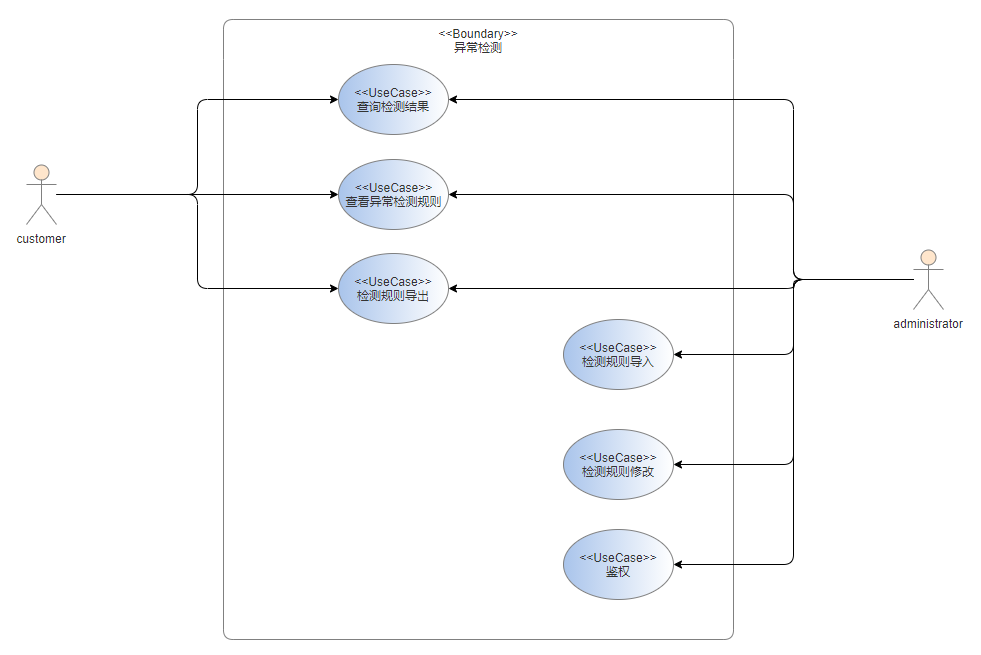 <<Boundary>>
异常检测
<<UseCase>>
查询检测结果
<<UseCase>>
查看异常检测规则
customer
<<UseCase>>
检测规则导出
administrator
<<UseCase>>
检测规则导入
<<UseCase>>
检测规则修改
<<UseCase>>
鉴权